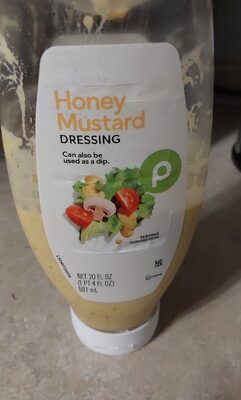 Honey
Mustard
DRESSING
Can also be
used as a dip.
P
SERVING
SUGGESTION
NET 20 FL OZ
(1 PT 4 FL OZ)
591 mL